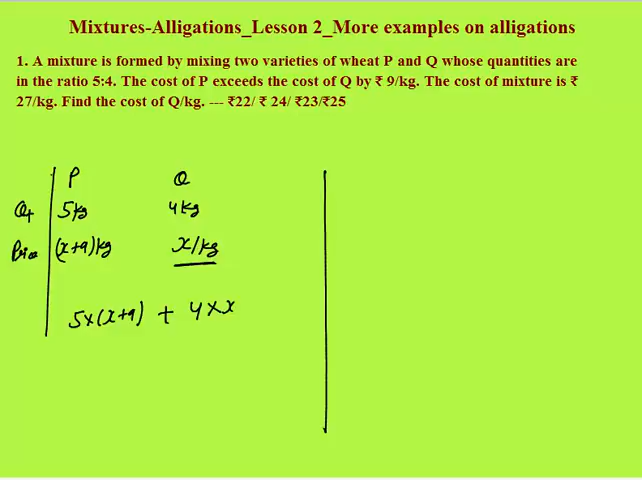 Mixtures-Alligations_Lesson 2_More examples on alligations
1. A mixture is formed by mixing two varieties of wheat P and Q whose quantities are
in the ratio 5:4. The cost of P exceeds the cost of Q by ₹ 9/kg. The cost of mixture is ₹
27/kg. Find the cost of Q/kg. --- ₹22/ ₹ 24/ ₹23/₹25
P Q
Qt 5kg 4kg
Price (x+9)kg x/kg
5×(x+9) + 4×x